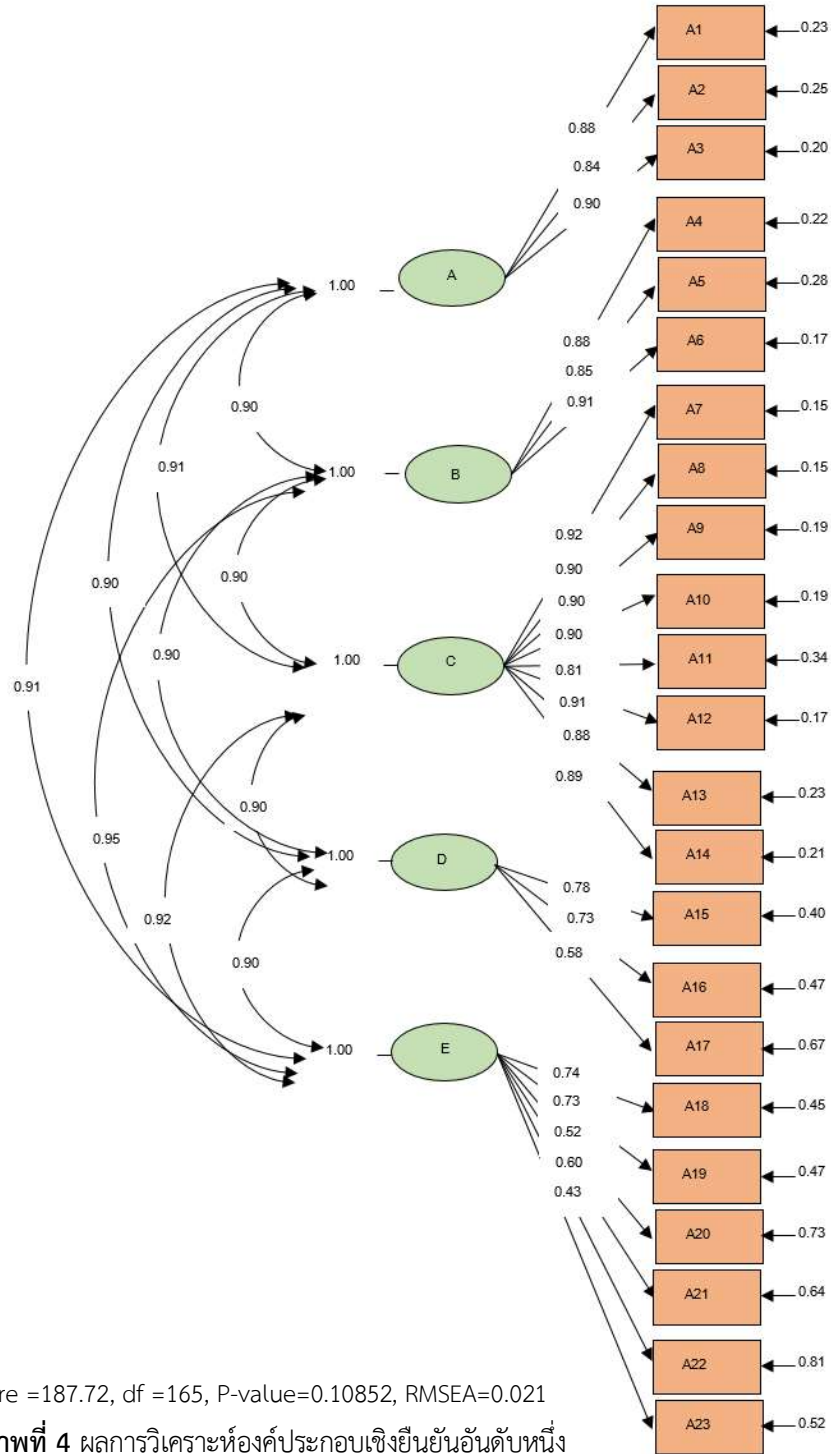 A1 0.23
A2 0.25
0.88
A3 0.20
0.84
0.90
A4 0.22
1.00 A
A5 0.28
0.88
A6 0.17
0.85
0.91
0.90
A7 0.15
0.91
1.00 B
A8 0.15
0.92
A9 0.19
0.90
0.90 0.90
0.90
A10 0.19
0.90
0.90
1.00 C
0.81
A11 0.34
0.91
0.91
A12 0.17
0.88
0.89
A13 0.23
0.90
0.95
1.00 D
A14 0.21
0.78
A15 0.40
0.92
0.73
0.58
0.90
A16 0.47
1.00 E
A17 0.67
0.74
0.73
A18 0.45
0.52
0.60
A19 0.47
0.43
A20 0.73
A21 0.64
A22 0.81
re =187.72, df =165, P-value=0.10852, RMSEA=0.021
A23 0.52
าพที่ 4 ผลการวิเคราะห์องค์ประกอบเชิงยืนยันอันดับหนึ่ง